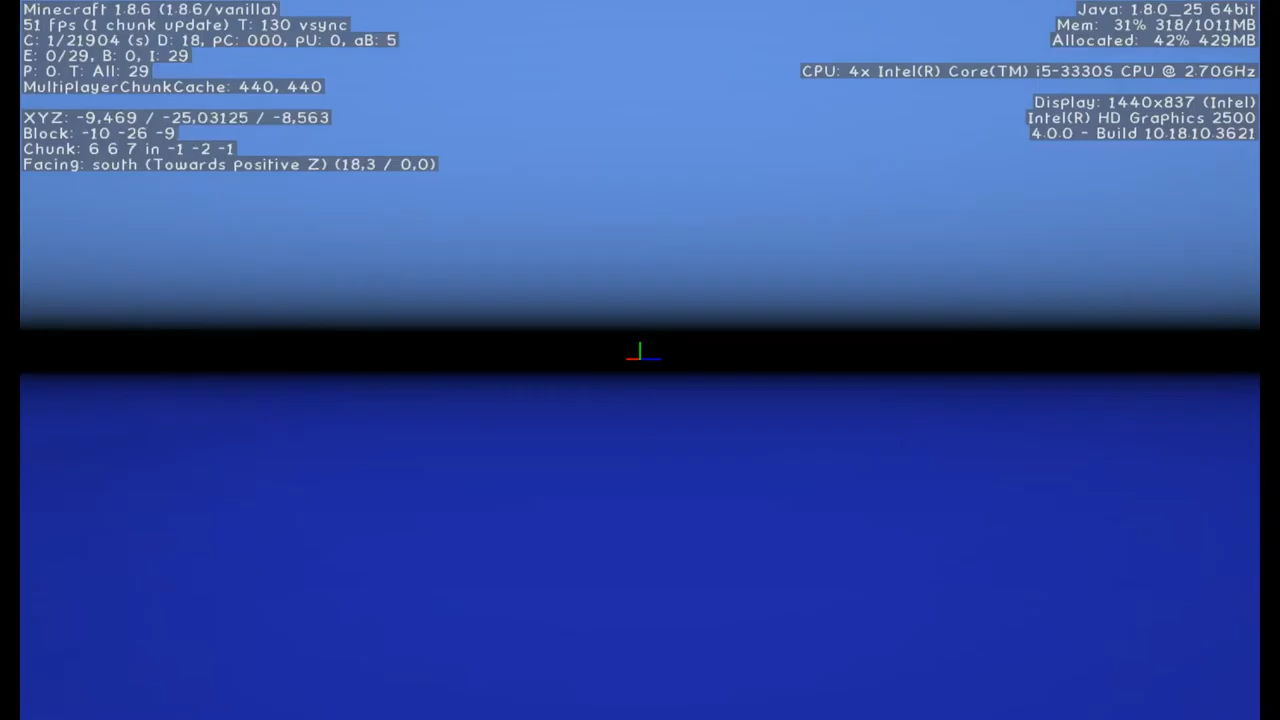 Minecraft 1.8.6 (1.8.6/vanilla)
51 fps (1 chunk update) T: 130 vsync
C: 1/21904 (s) D: 18, pC: 000, pU: 0, aB: 5
E: 0/29, B: 0, I: 29
P: 0. T: All: 29
MultiplayerChunkCache: 440, 440
XYZ: -9,469 / -25,03125 / -8,563
Block: -10 -26 -9
Chunk: 6 6 7 in -1 -2 -1
Facing: south (Towards positive Z) (18,3 / 0,0)
Java: 1.8.0_25 64bit
Mem: 31% 318/1011MB
Allocated: 42% 429MB
CPU: 4x Intel(R) Core(TM) i5-3330S CPU @ 2.70GHz
Display: 1440x837 (Intel)
Intel(R) HD Graphics 2500
4.0.0 - Build 10.18.10.3621